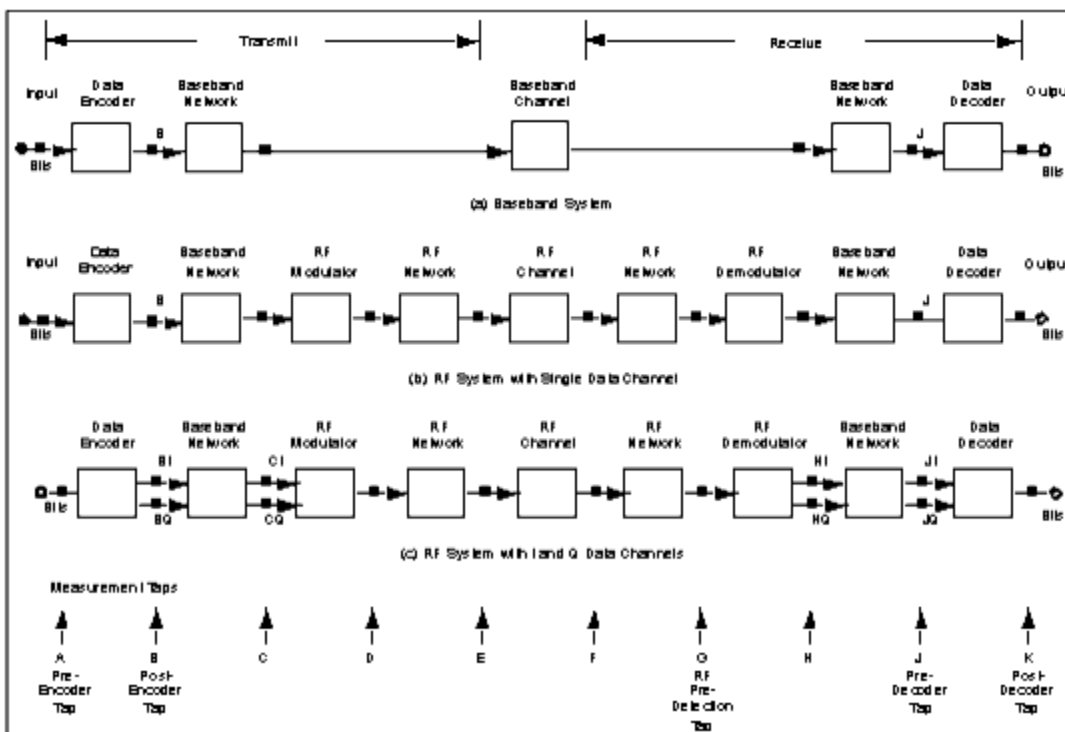 Transmit Receive
Input Data Encoder Baseband Network Baseband Channel Baseband Network Data Decoder Output
B J
Bits Bits
(a) Baseband System
Input Data Encoder Baseband Network RF Modulator RF Network RF Channel RF Network RF Demodulator Baseband Network Data Decoder Output
B J
Bits Bits
(b) RF System with Single Data Channel
Data Encoder Baseband Network RF Modulator RF Network RF Channel RF Network RF Demodulator Baseband Network Data Decoder
BI CI HI JI
Bits BQ CQ HQ JQ Bits
(c) RF System with I and Q Data Channels
Measurement Taps
A B C D E F G H J K
Pre-Encoder Tap
Post-Encoder Tap
RF Pre-Detection Tap
Pre-Decoder Tap
Post-Decoder Tap